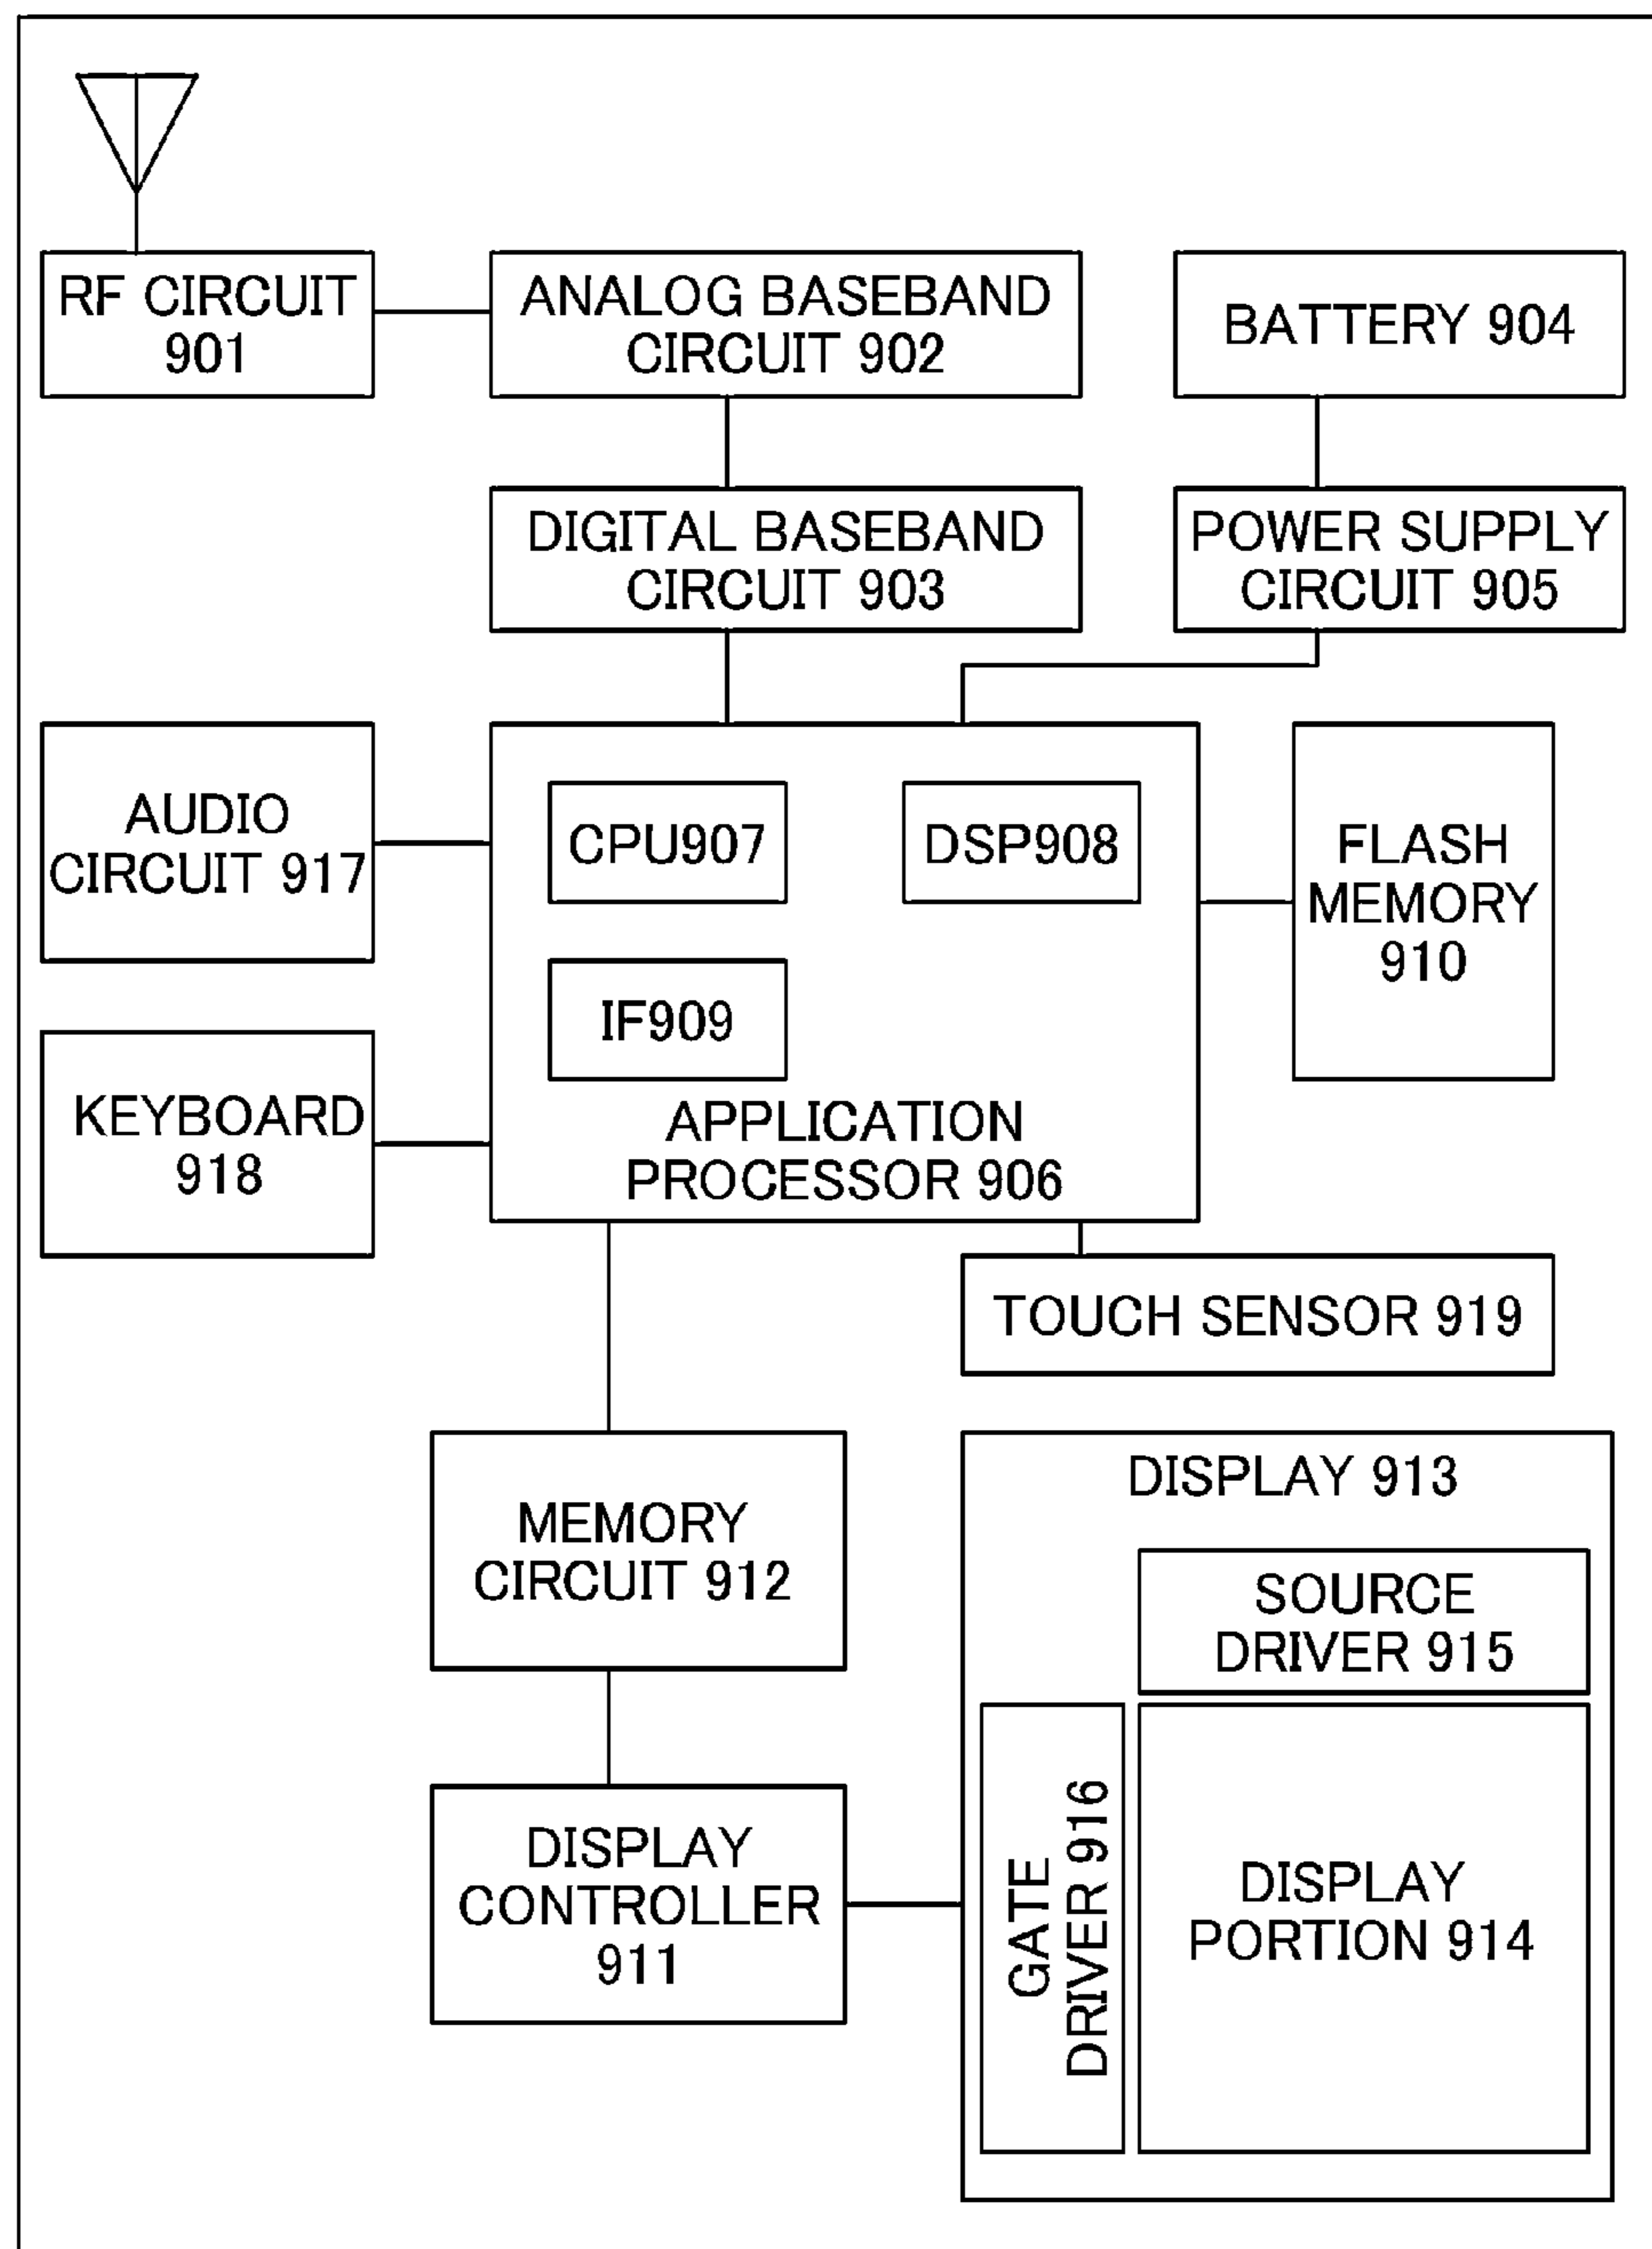 RF CIRCUIT
901
ANALOG BASEBAND
CIRCUIT 902
BATTERY 904
DIGITAL BASEBAND
CIRCUIT 903
POWER SUPPLY
CIRCUIT 905
AUDIO
CIRCUIT 917
CPU907
DSP908
FLASH
MEMORY
910
IF909
KEYBOARD
918
APPLICATION
PROCESSOR 906
TOUCH SENSOR 919
MEMORY
CIRCUIT 912
DISPLAY 913
SOURCE
DRIVER 915
DISPLAY
CONTROLLER
911
GATE
DRIVER 916
DISPLAY
PORTION 914